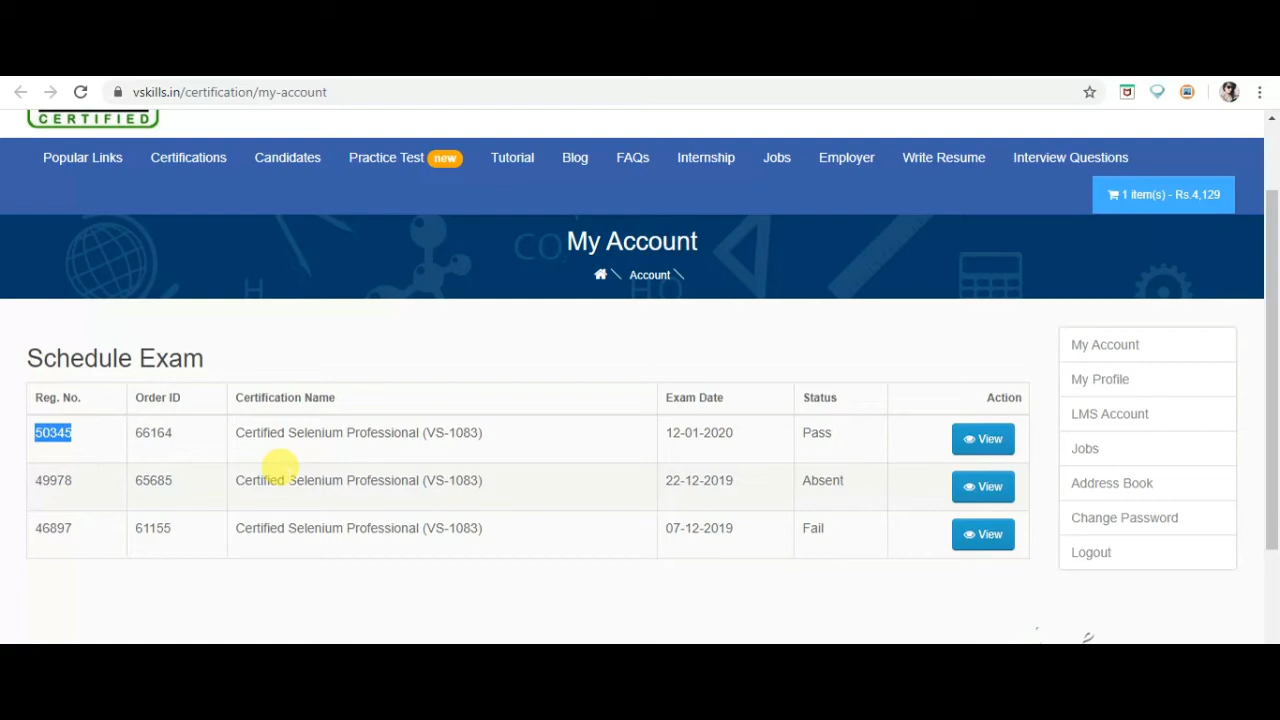 vskills.in/certification/my-account
CERTIFIED
Popular Links Certifications Candidates Practice Test new Tutorial Blog FAQs Internship Jobs Employer Write Resume Interview Questions
1 item(s) - Rs.4,129
My Account
Account
Schedule Exam
Reg. No. Order ID Certification Name Exam Date Status Action
50345 66164 Certified Selenium Professional (VS-1083) 12-01-2020 Pass View
49978 65685 Certified Selenium Professional (VS-1083) 22-12-2019 Absent View
46897 61155 Certified Selenium Professional (VS-1083) 07-12-2019 Fail View
My Account
My Profile
LMS Account
Jobs
Address Book
Change Password
Logout